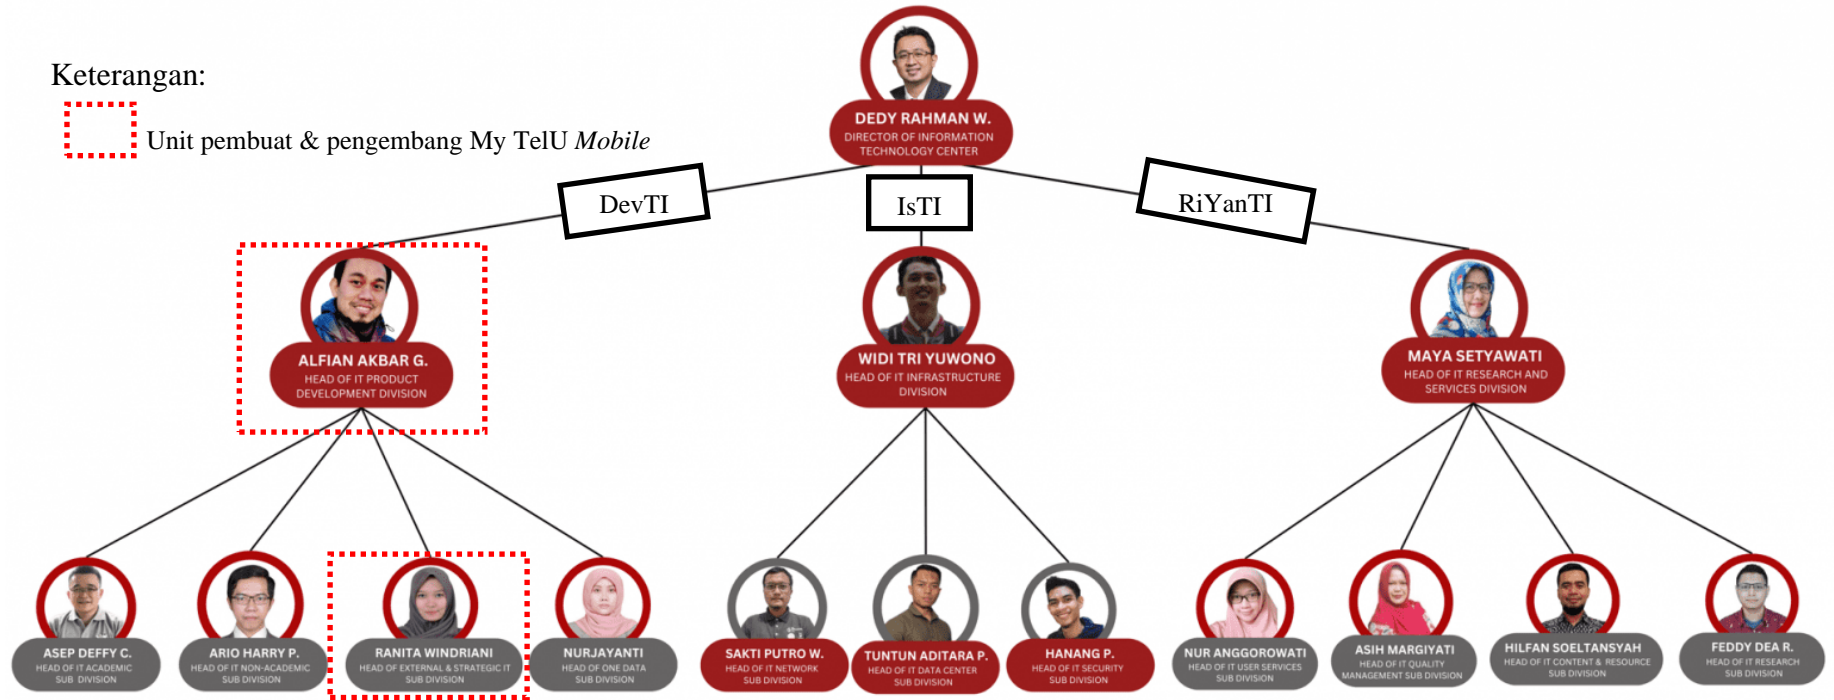 Keterangan:
Unit pembuat & pengembang My TelU Mobile
DEDY RAHMAN W.
DIRECTOR OF INFORMATION
TECHNOLOGY CENTER
DevTI
IsTI
RiYanTI
ALFIAN AKBAR G.
HEAD OF IT PRODUCT
DEVELOPMENT DIVISION
WIDI TRI YUWONO
HEAD OF IT INFRASTRUCTURE
DIVISION
MAYA SETYAWATI
HEAD OF IT RESEARCH AND
SERVICES DIVISION
ASEP DEFFY C.
HEAD OF IT ACADEMIC
SUB DIVISION
ARIO HARRY P.
HEAD OF IT NON-ACADEMIC
SUB DIVISION
RANITA WINDRIANI
HEAD OF EXTERNAL & STRATEGIC IT
SUB DIVISION
NURJAYANTI
HEAD OF ONE DATA
SUB DIVISION
SAKTI PUTRO W.
HEAD OF IT NETWORK
SUB DIVISION
TUNTUN ADITARA P.
HEAD OF IT DATA CENTER
SUB DIVISION
HANANG P.
HEAD OF IT SECURITY
SUB DIVISION
NUR ANGGOROWATI
HEAD OF IT USER SERVICES
SUB DIVISION
ASIH MARGIYATI
HEAD OF IT QUALITY
MANAGEMENT SUB DIVISION
HILFAN SOELTANSYAH
HEAD OF IT CONTENT & RESOURCE
SUB DIVISION
FEDDY DEA R.
HEAD OF IT RESEARCH
SUB DIVISION